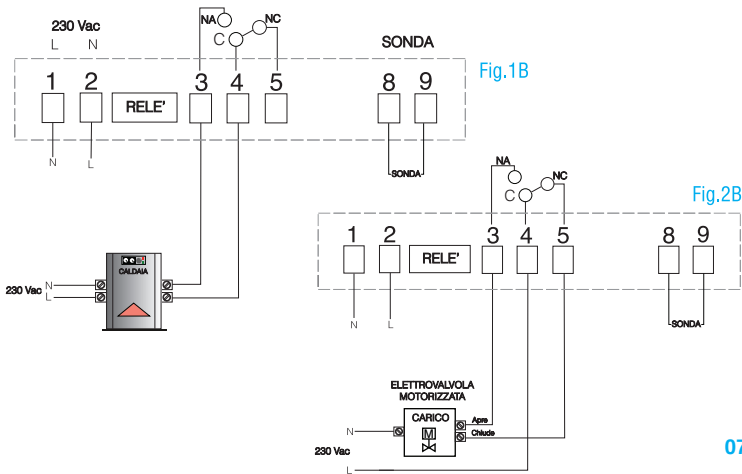 230 Vac
L N
NA
C
NC
SONDA
1 2 RELE' 3 4 5 8 9
Fig.1B
N L
SONDA
CALDAIA
230 Vac N
L
NA
C
NC
Fig.2B
1 2 RELE' 3 4 5 8 9
N L
SONDA
ELETTROVALVOLA
MOTORIZZATA
CARICO
M
Apre
Chiude
N
230 Vac
L
07